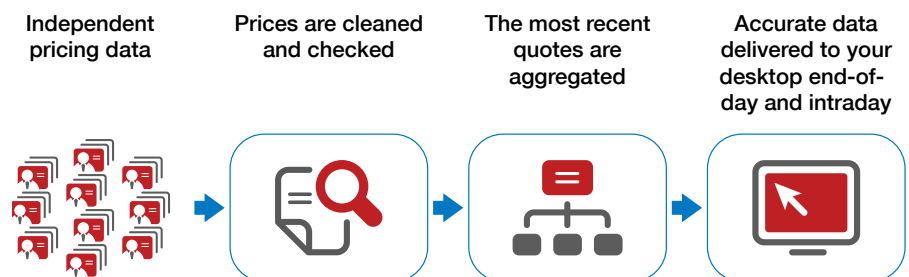 Independent
pricing data
Prices are cleaned
and checked
The most recent
quotes are
aggregated
Accurate data
delivered to your
desktop end-of-
day and intraday